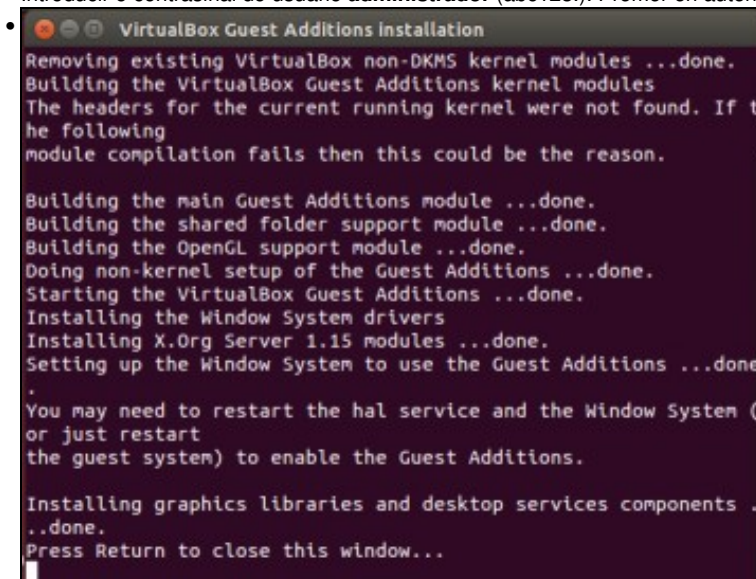 VirtualBox Guest Additions installation
Removing existing VirtualBox non-DKMS kernel modules ...done.
Building the VirtualBox Guest Additions kernel modules
The headers for the current running kernel were not found. If
he following
module compilation fails then this could be the reason.
Building the main Guest Additions module ...done.
Building the shared folder support module ...done.
Building the OpenGL support module ...done.
Doing non-kernel setup of the Guest Additions ...done.
Starting the VirtualBox Guest Additions ...done.
Installing the Window System drivers
Installing X.Org Server 1.15 modules ...done.
Setting up the Window System to use the Guest Additions ...done
.
You may need to restart the hal service and the Window System (
or just restart
the guest system) to enable the Guest Additions.
Installing graphics libraries and desktop services components .
..done.
Press Return to close this window...